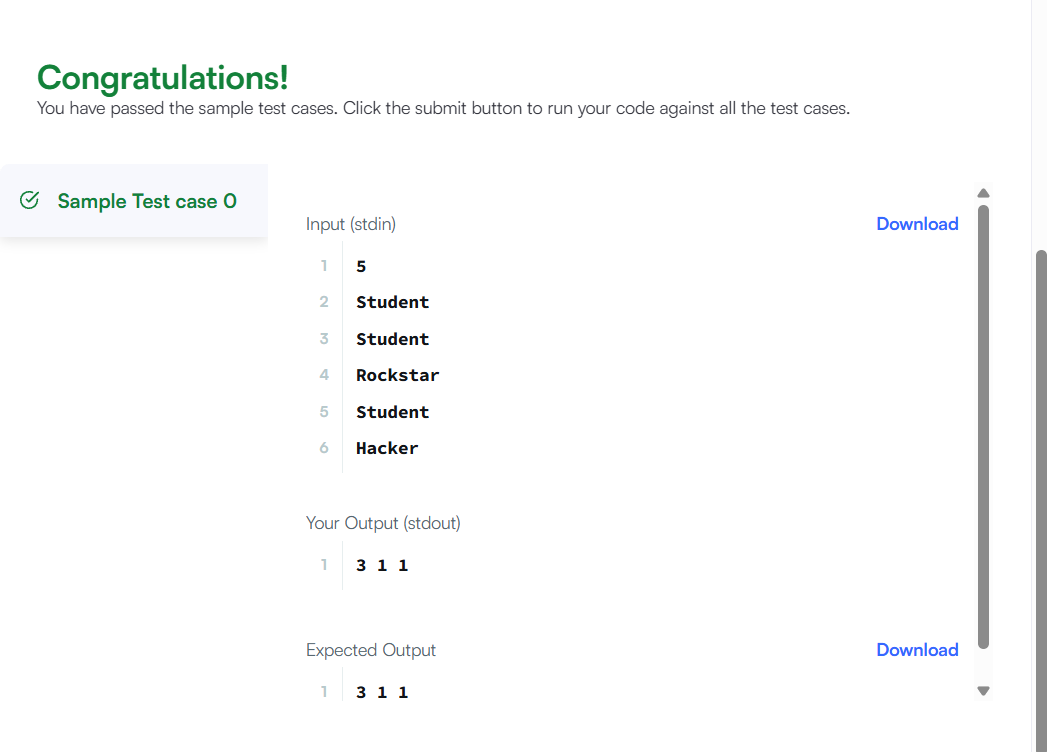 Congratulations!
You have passed the sample test cases. Click the submit button to run your code against all the test cases.
Sample Test case 0
Input (stdin)
Download
1 5
2 Student
3 Student
4 Rockstar
5 Student
6 Hacker
Your Output (stdout)
1 3 1 1
Expected Output
Download
1 3 1 1